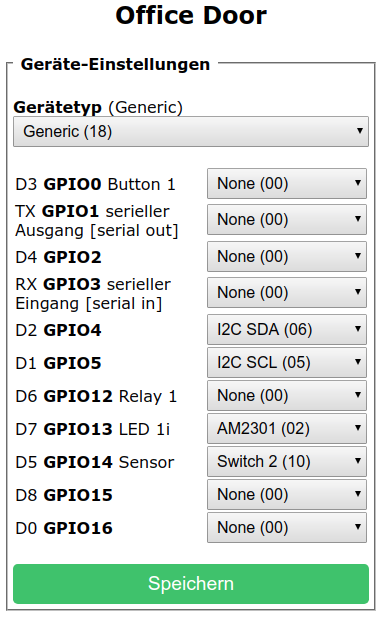 Office Door
Geräte-Einstellungen
Gerätetyp (Generic)
Generic (18)
D3 GPIO0 Button 1 None (00)
TX GPIO1 serieller
Ausgang [serial out] None (00)
D4 GPIO2 None (00)
RX GPIO3 serieller
Eingang [serial in] None (00)
D2 GPIO4 I2C SDA (06)
D1 GPIO5 I2C SCL (05)
D6 GPIO12 Relay 1 None (00)
D7 GPIO13 LED 1i AM2301 (02)
D5 GPIO14 Sensor Switch 2 (10)
D8 GPIO15 None (00)
D0 GPIO16 None (00)
Speichern